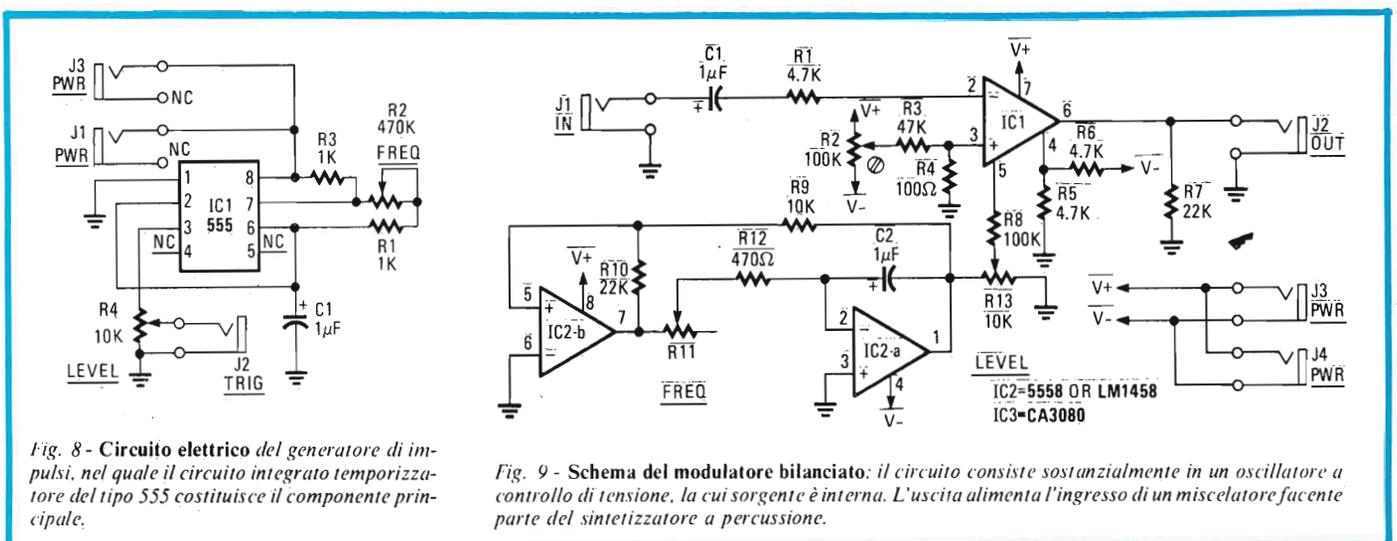 J3
PWR
NC
J1
PWR
NC
R3
1K
R2
470K
FREQ
1
2
3
4
IC1
555
8
7
6
5
NC
NC
R1
1K
R4
10K
LEVEL
J2
TRIG
+
C1
1µF
Fig. 8 - Circuito elettrico del generatore di im-
pulsi, nel quale il circuito integrato temporizza-
tore del tipo 555 costituisce il componente prin-
cipale.
J1
IN
C1
1µF
+
R1
4.7K
V+
R2
100K
V-
R3
47K
R4
100Ω
2
−
3
+
IC1
V+
7
6
4
5
R6
4.7K
V-
R5
4.7K
R7
22K
J2
OUT
R8
100K
R9
10K
R10
22K
R12
470Ω
C2
1µF
+
5
+
6
−
IC2-b
V+
8
7
R11
FREQ
2
−
3
+
IC2-a
1
4
V-
R13
10K
LEVEL
V+
V-
J3
PWR
J4
PWR
IC2=5558 OR LM1458
IC3=CA3080
Fig. 9 - Schema del modulatore bilanciato: il circuito consiste sostanzialmente in un oscillatore a
controllo di tensione, la cui sorgente è interna. L'uscita alimenta l'ingresso di un miscelatore facente
parte del sintetizzatore a percussione.